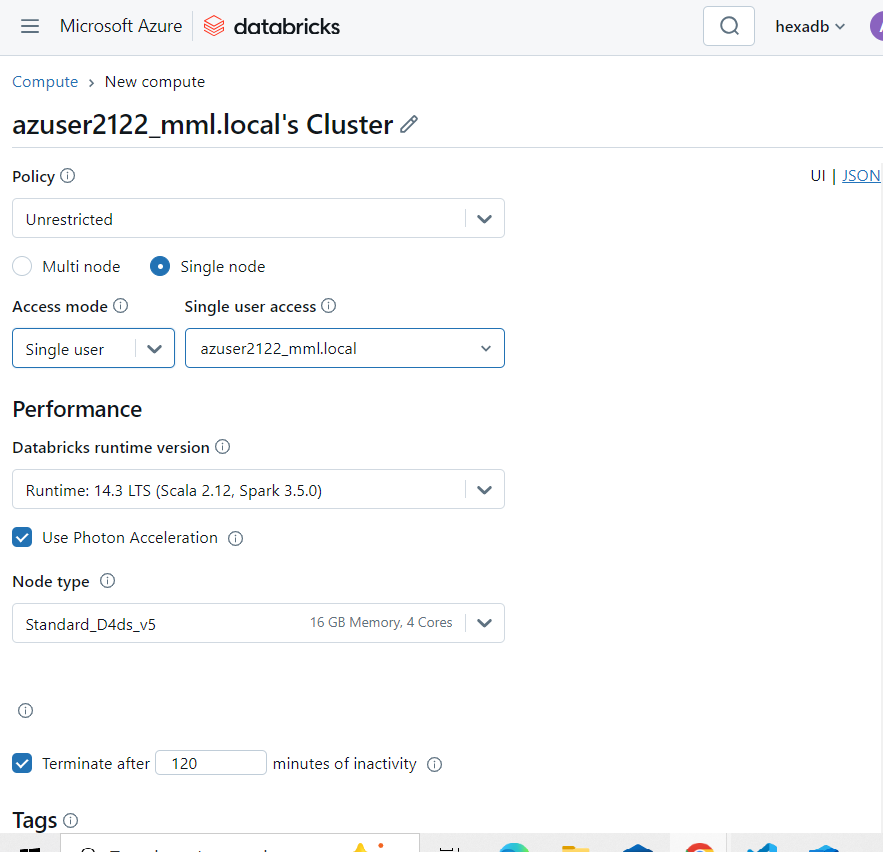 Microsoft Azure databricks hexadb
Compute › New compute
azuser2122_mml.local's Cluster
Policy UI | JSON
Unrestricted
Multi node Single node
Access mode Single user access
Single user azuser2122_mml.local
Performance
Databricks runtime version
Runtime: 14.3 LTS (Scala 2.12, Spark 3.5.0)
Use Photon Acceleration
Node type
Standard_D4ds_v5 16 GB Memory, 4 Cores
Terminate after 120 minutes of inactivity
Tags